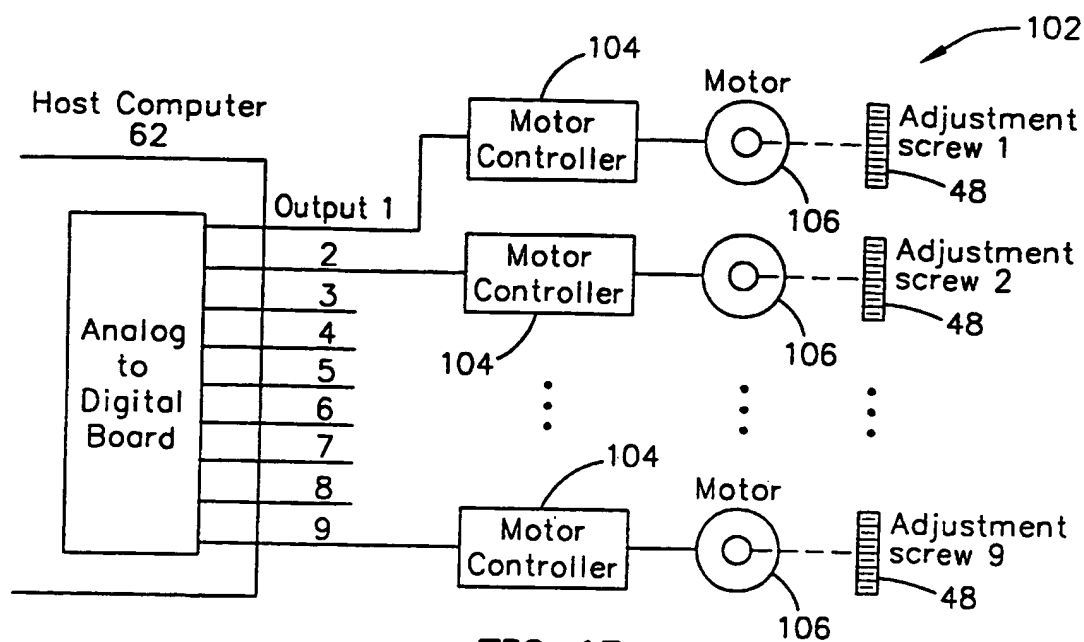 102
104
Host Computer
62
Motor
Motor
Controller
Adjustment
screw 1
48
106
Output 1
2
3
4
5
6
7
8
9
Analog
to
Digital
Board
Motor
Controller
104
106
Adjustment
screw 2
48
104
Motor
Motor
Controller
106
Adjustment
screw 9
48